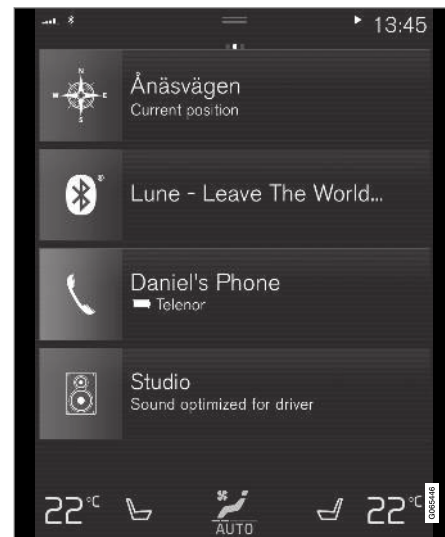 13:45
N
E
S
Ånäsvägen
Current position
Lune - Leave The World...
Daniel's Phone
Telenor
Studio
Sound optimized for driver
22°C
AUTO
22°C
G065446